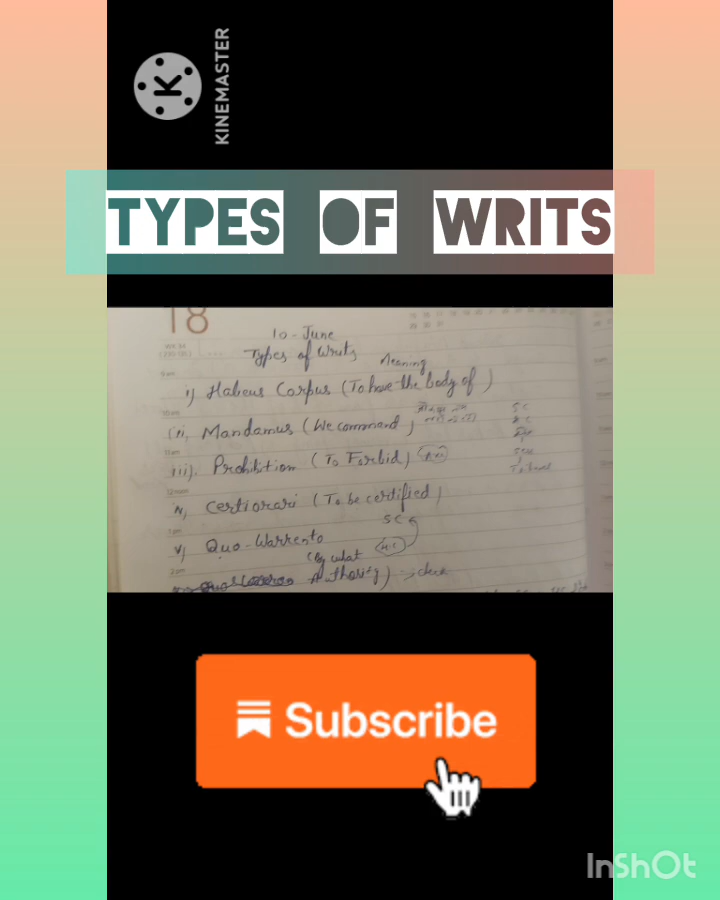 KINEMASTER
TYPES OF WRITS
18
10 - June
Types of Writs Meaning
i) Habeus Corpus (To have the body of )
ii, Mandamus (We command) SC
iii). Prohibition (To Forbid)
iv, Certiorari (To be certified)
SC
v, Quo-Warrento
(By what
Authority)
Subscribe
InShOt